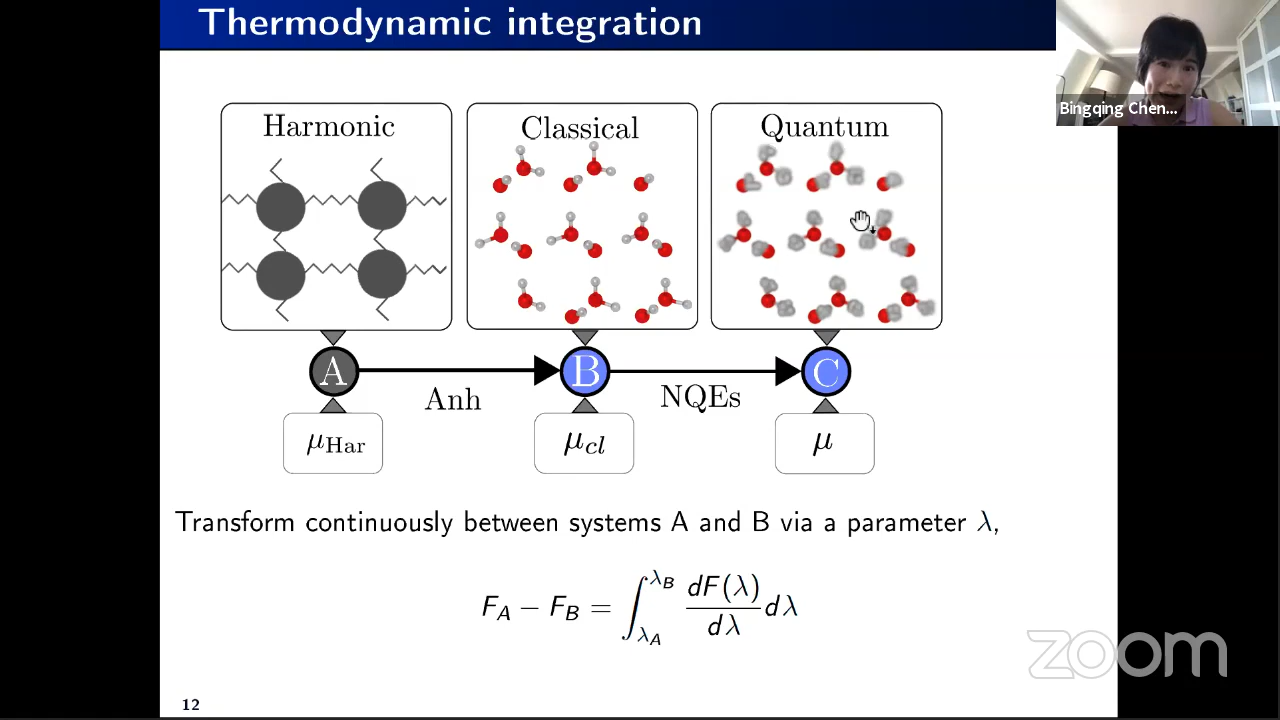 Thermodynamic integration
Bingqing Chen...
Harmonic
Classical
Quantum
A
B
C
Anh
NQEs
μ_Har
μ_cl
μ
Transform continuously between systems A and B via a parameter λ,
F_A − F_B = ∫_{λ_A}^{λ_B} dF(λ)/dλ dλ
zoom
12